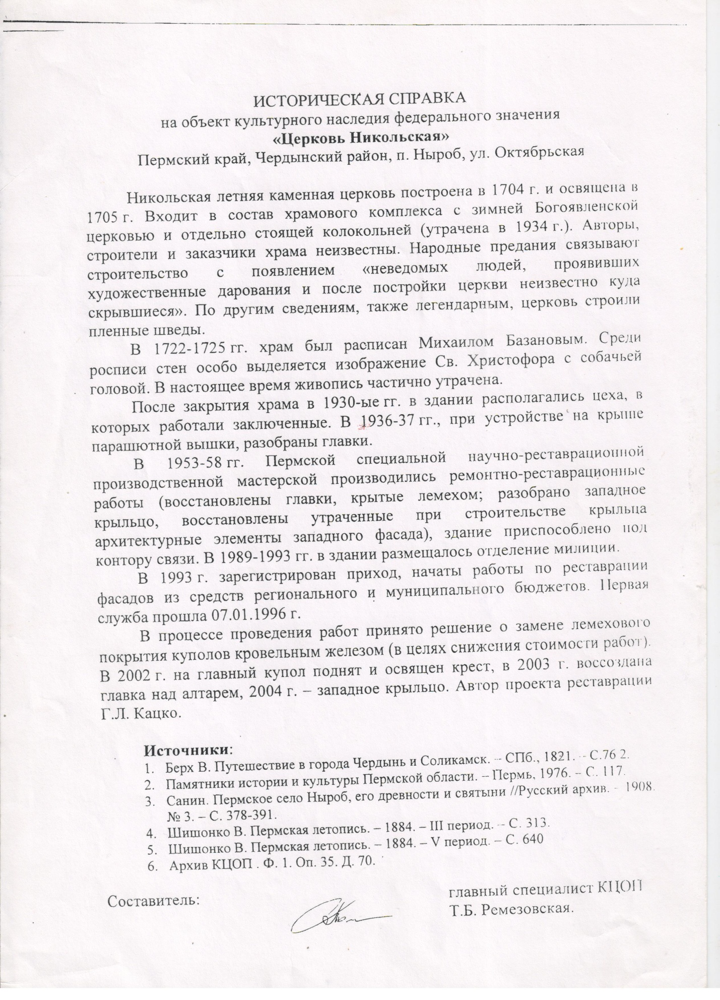 ИСТОРИЧЕСКАЯ СПРАВКА
на объект культурного наследия федерального значения
«Церковь Никольская»
Пермский край, Чердынский район, п. Ныроб, ул. Октябрьская
Никольская летняя каменная церковь построена в 1704 г. и освящена в
1705 г. Входит в состав храмового комплекса с зимней Богоявленской
церковью и отдельно стоящей колокольней (утрачена в 1934 г.). Авторы,
строители и заказчики храма неизвестны. Народные предания связывают
строительство с появлением «неведомых людей, проявивших
художественные дарования и после постройки церкви неизвестно куда
скрывшиеся». По другим сведениям, также легендарным, церковь строили
пленные шведы.
В 1722-1725 гг. храм был расписан Михаилом Базановым. Среди
росписи стен особо выделяется изображение Св. Христофора с собачьей
головой. В настоящее время живопись частично утрачена.
После закрытия храма в 1930-ые гг. в здании располагались цеха, в
которых работали заключенные. В 1936-37 гг., при устройстве на крыше
парашютной вышки, разобраны главки.
В 1953-58 гг. Пермской специальной научно-реставрационной
производственной мастерской производились ремонтно-реставрационные
работы (восстановлены главки, крытые лемехом; разобрано западное
крыльцо, восстановлены утраченные при строительстве крыльца
архитектурные элементы западного фасада), здание приспособлено под
контору связи. В 1989-1993 гг. в здании размещалось отделение милиции.
В 1993 г. зарегистрирован приход, начаты работы по реставрации
фасадов из средств регионального и муниципального бюджетов. Первая
служба прошла 07.01.1996 г.
В процессе проведения работ принято решение о замене лемехового
покрытия куполов кровельным железом (в целях снижения стоимости работ).
В 2002 г. на главный купол поднят и освящен крест, в 2003 г. воссоздана
главка над алтарем, 2004 г. – западное крыльцо. Автор проекта реставрации
Г.Л. Кацко.
Источники:
1. Берх В. Путешествие в города Чердынь и Соликамск. – СПб., 1821. – С.76 2.
2. Памятники истории и культуры Пермской области. – Пермь, 1976. – С. 117.
3. Санин. Пермское село Ныроб, его древности и святыни //Русский архив. - 1908.
№ 3. – С. 378-391.
4. Шишонко В. Пермская летопись. – 1884. – III период. – С. 313.
5. Шишонко В. Пермская летопись. – 1884. – V период. – С. 640
6. Архив КЦОП . Ф. 1. Оп. 35. Д. 70.
Составитель:
главный специалист КЦОП
Т.Б. Ремезовская.